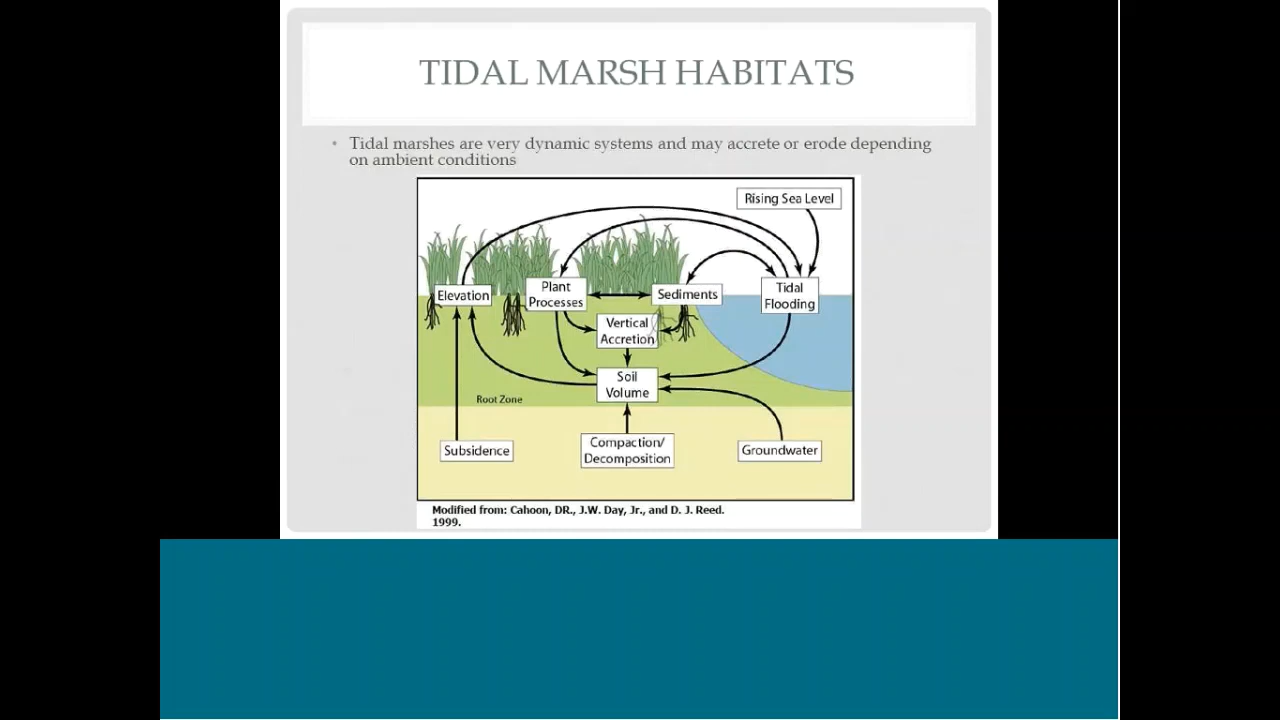 TIDAL MARSH HABITATS
• Tidal marshes are very dynamic systems and may accrete or erode depending
on ambient conditions
Rising Sea Level
Elevation
Plant
Processes
Sediments
Tidal
Flooding
Vertical
Accretion
Soil
Volume
Root Zone
Subsidence
Compaction/
Decomposition
Groundwater
Modified from: Cahoon, DR., J.W. Day, Jr., and D. J. Reed.
1999.